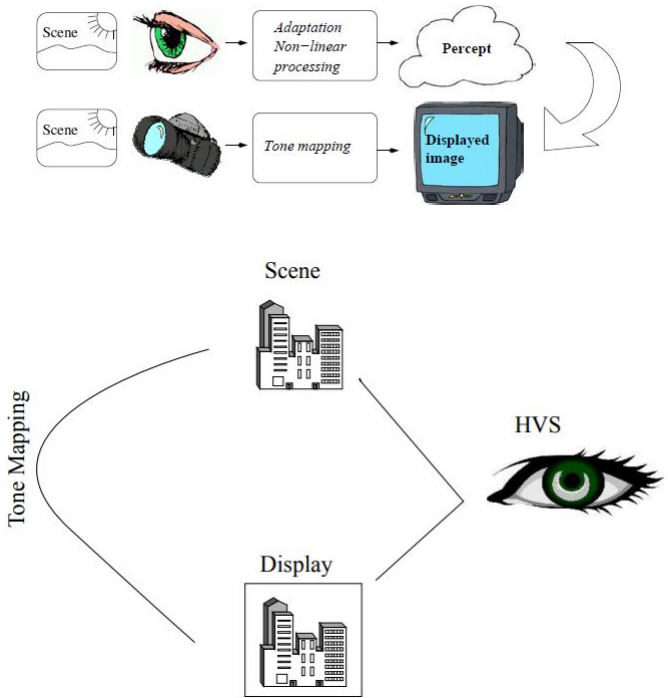 Scene
Adaptation
Non-linear
processing
Percept
Scene
Tone mapping
Displayed
image
Scene
Tone Mapping
HVS
Display